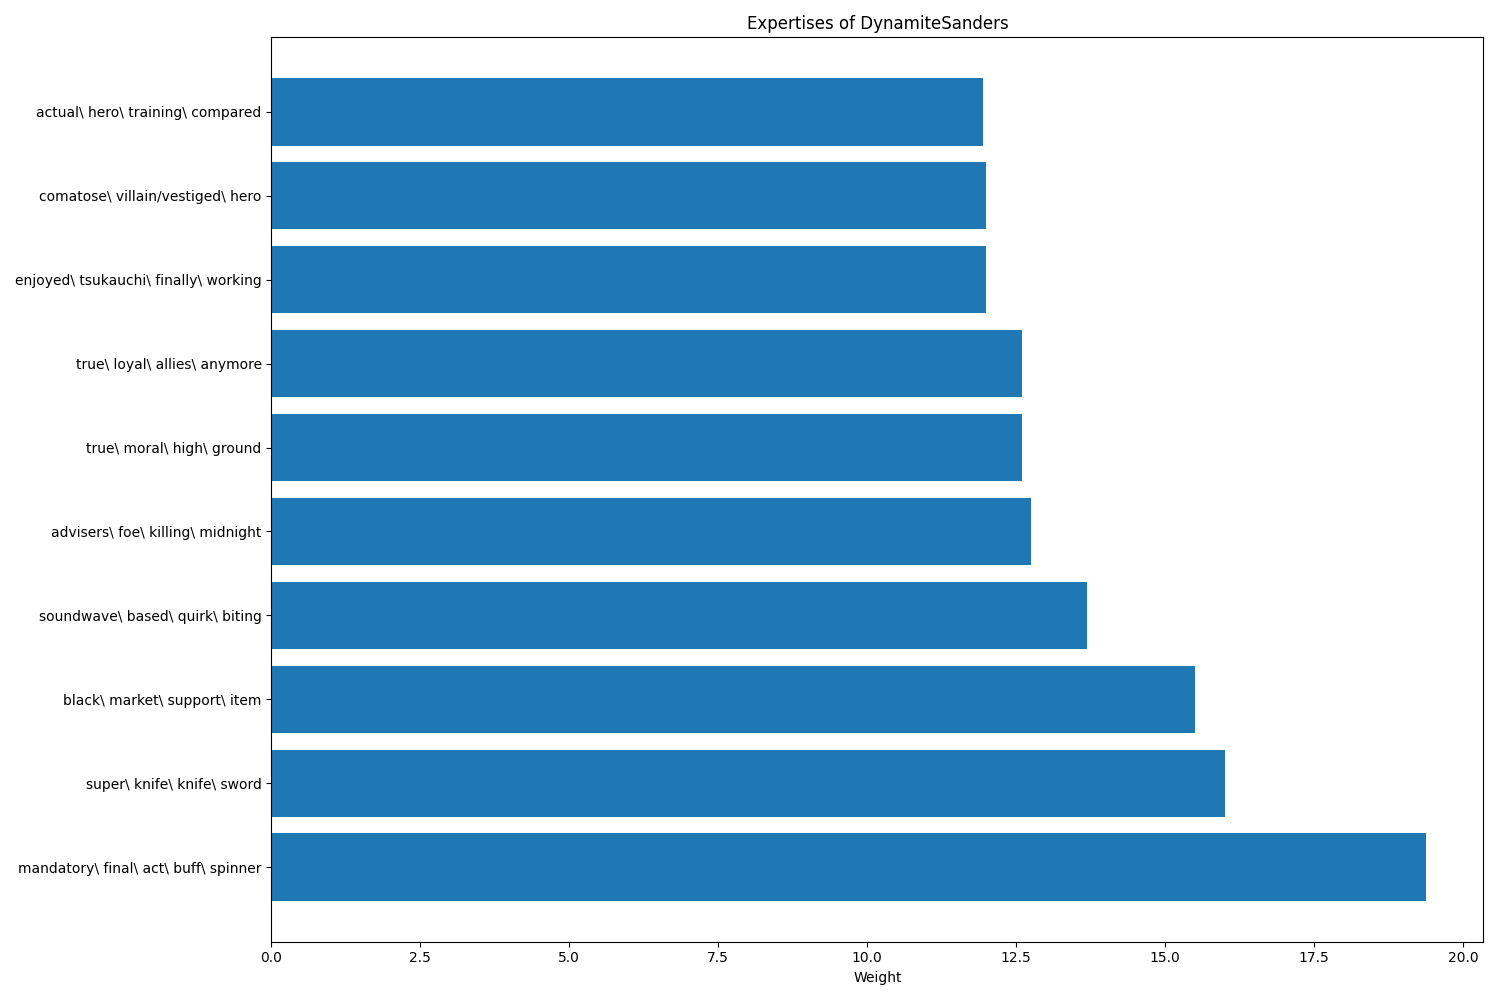 Expertises of DynamiteSanders
actual\ hero\ training\ compared
comatose\ villain/vestiged\ hero
enjoyed\ tsukauchi\ finally\ working
true\ loyal\ allies\ anymore
true\ moral\ high\ ground
advisers\ foe\ killing\ midnight
soundwave\ based\ quirk\ biting
black\ market\ support\ item
super\ knife\ knife\ sword
mandatory\ final\ act\ buff\ spinner
0.0 2.5 5.0 7.5 10.0 12.5 15.0 17.5 20.0
Weight